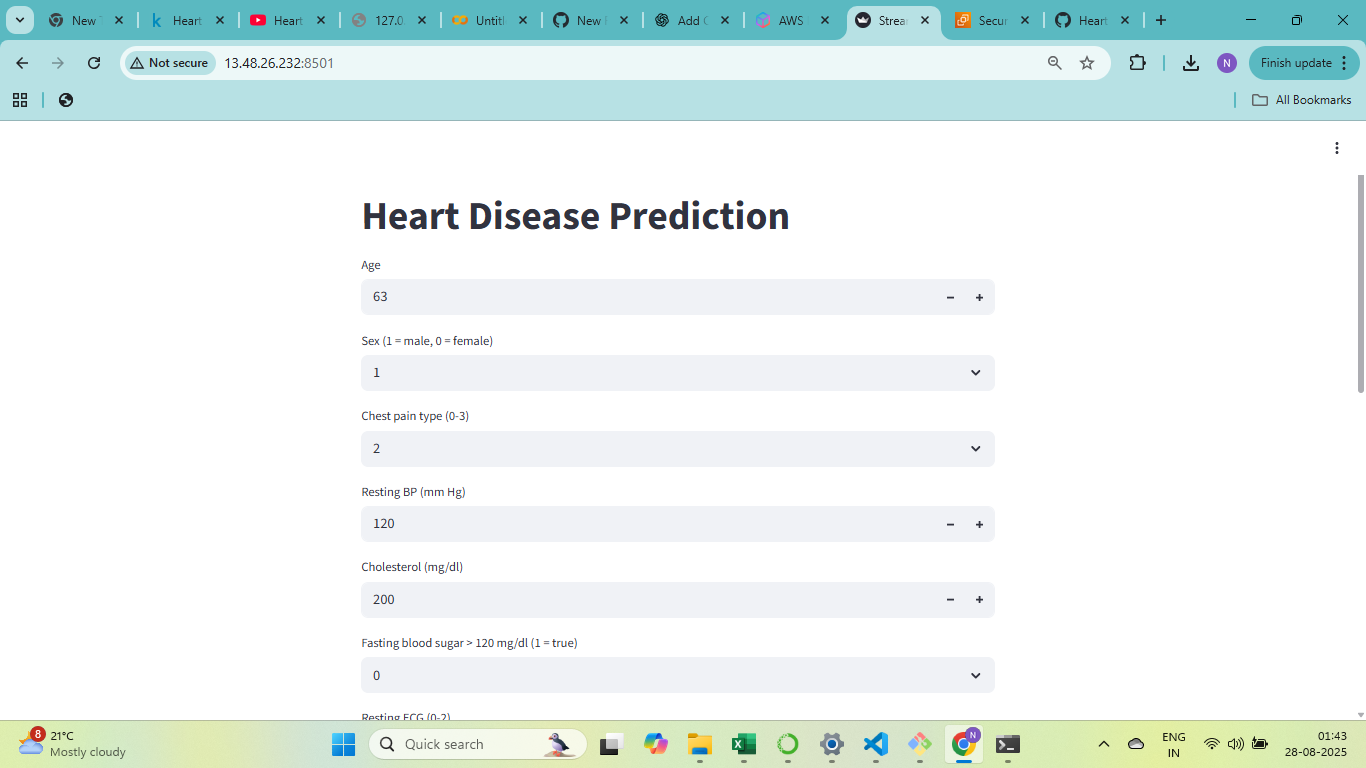 New T
Heart
Heart
127.0.
Untitl
New F
Add C
AWS
Strea
Secur
Heart
Not secure
13.48.26.232:8501
N
Finish update
All Bookmarks
Heart Disease Prediction
Age
63
Sex (1 = male, 0 = female)
1
Chest pain type (0-3)
2
Resting BP (mm Hg)
120
Cholesterol (mg/dl)
200
Fasting blood sugar > 120 mg/dl (1 = true)
0
Resting ECG (0-2)
8
21°C
Mostly cloudy
Quick search
N
ENG
IN
01:43
28-08-2025